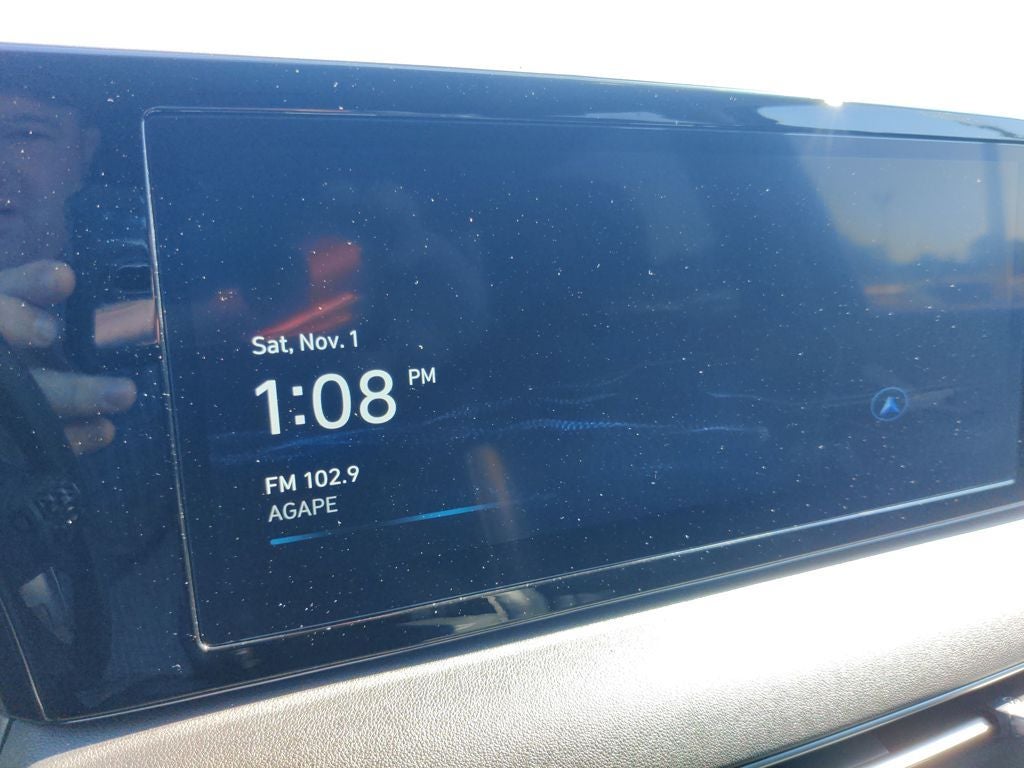 Sat, Nov. 1
1:08 PM
FM 102.9
AGAPE